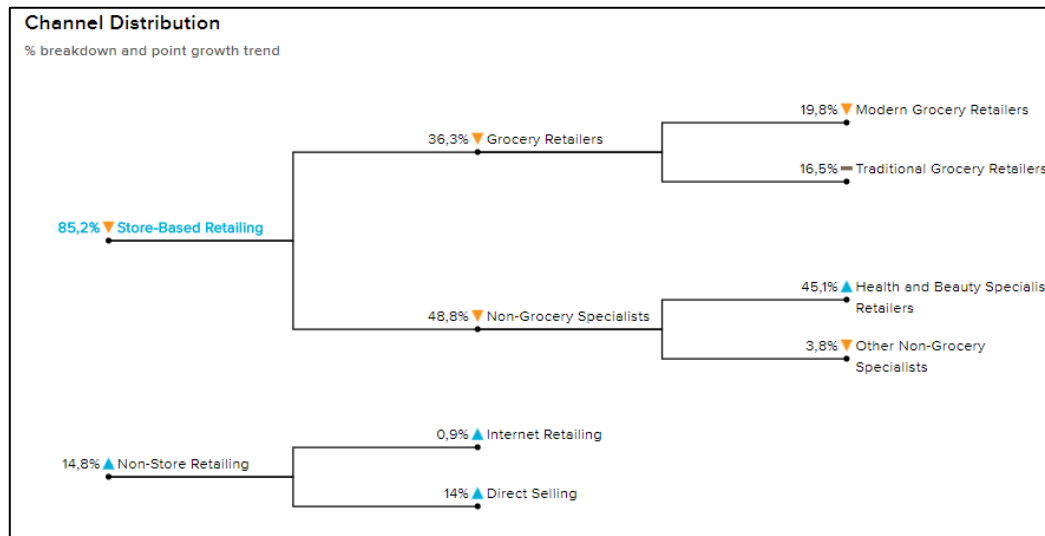 Channel Distribution
% breakdown and point growth trend
19,8% Modern Grocery Retailers
36,3% Grocery Retailers
16,5% Traditional Grocery Retailers
85,2% Store-Based Retailing
45,1% Health and Beauty Specialis
Retailers
48,8% Non-Grocery Specialists
3,8% Other Non-Grocery
Specialists
0,9% Internet Retailing
14,8% Non-Store Retailing
14% Direct Selling